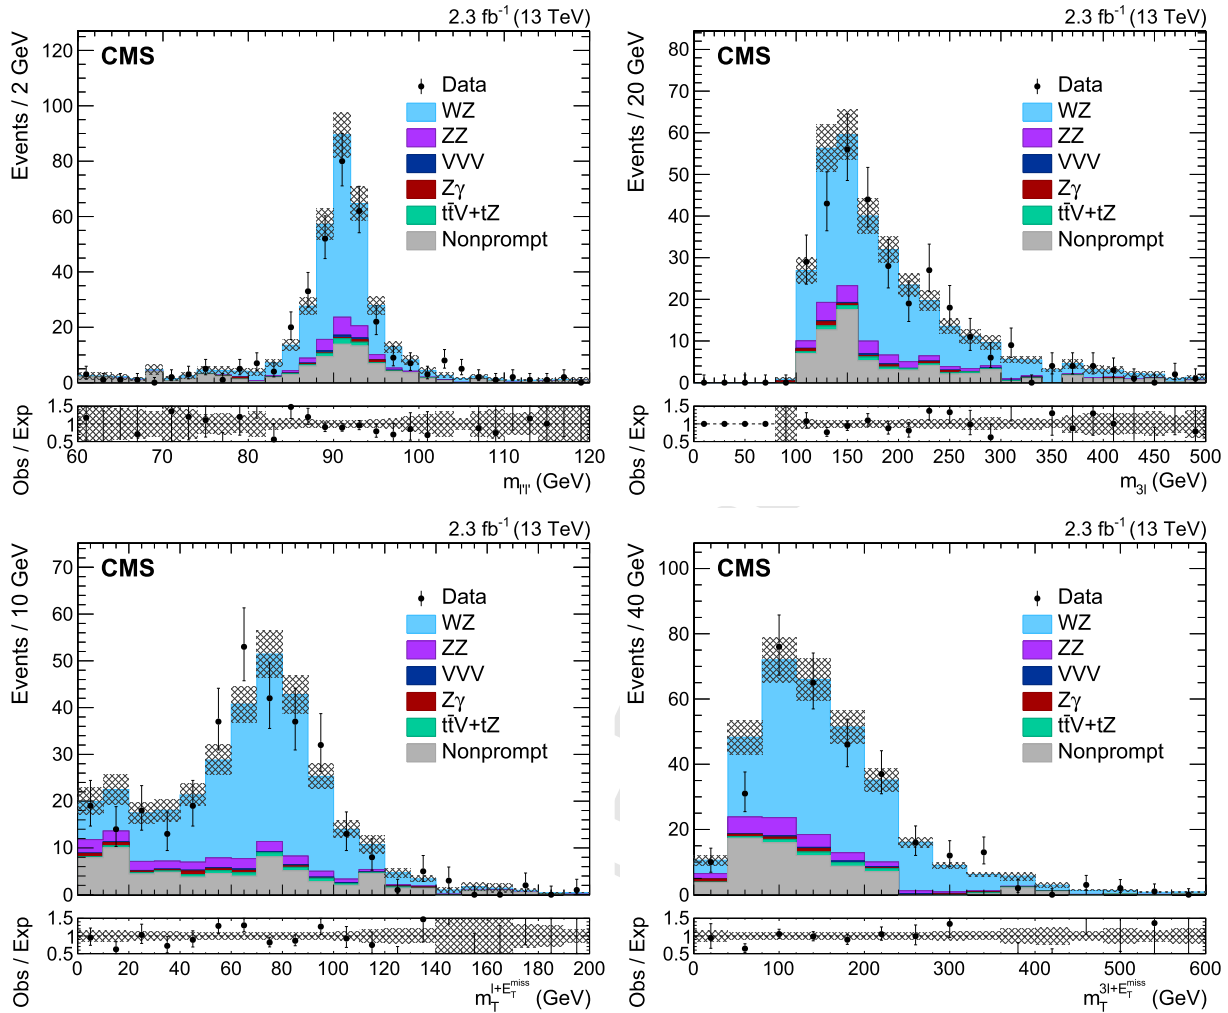 2.3 fb⁻¹ (13 TeV)
CMS
Events / 2 GeV
120
100
80
60
40
20
0
Data
WZ
ZZ
VVV
Zγ
tt̄V+tZ
Nonprompt
Obs / Exp
1.5
1
0.5
60 70 80 90 100 110 120
m_l'l' (GeV)
2.3 fb⁻¹ (13 TeV)
CMS
Events / 20 GeV
80
70
60
50
40
30
20
10
0
Data
WZ
ZZ
VVV
Zγ
tt̄V+tZ
Nonprompt
Obs / Exp
1.5
1
0.5
0 50 100 150 200 250 300 350 400 450 500
m_3l (GeV)
2.3 fb⁻¹ (13 TeV)
CMS
Events / 10 GeV
70
60
50
40
30
20
10
0
Data
WZ
ZZ
VVV
Zγ
tt̄V+tZ
Nonprompt
Obs / Exp
1.5
1
0.5
0 20 40 60 80 100 120 140 160 180 200
m_T^l+E_T^miss (GeV)
2.3 fb⁻¹ (13 TeV)
CMS
Events / 40 GeV
100
80
60
40
20
0
Data
WZ
ZZ
VVV
Zγ
tt̄V+tZ
Nonprompt
Obs / Exp
1.5
1
0.5
0 100 200 300 400 500 600
m_T^3l+E_T^miss (GeV)